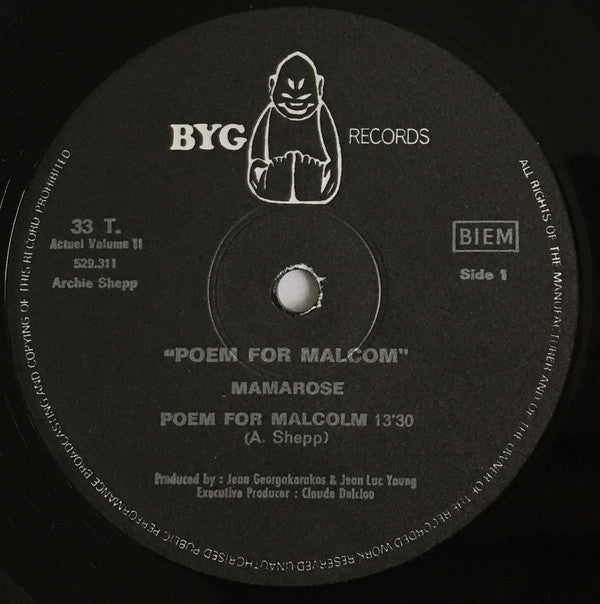 BYG RECORDS
33 T.
Actuel Volume 11
529.311
Archie Shepp
BIEM
Side 1
"POEM FOR MALCOM"
MAMAROSE
POEM FOR MALCOLM 13'30
(A. Shepp)
Produced by : Jean Georgakarakos & Jean Luc Young
Executive Producer : Claude Delcloo
ALL RIGHTS OF THE MANUFACTURER AND OF THE OWNER OF THE RECORDED WORK RESERVED UNAUTHORISED PUBLIC PERFORMANCE BROADCASTING AND COPYING OF THIS RECORD PROHIBITED